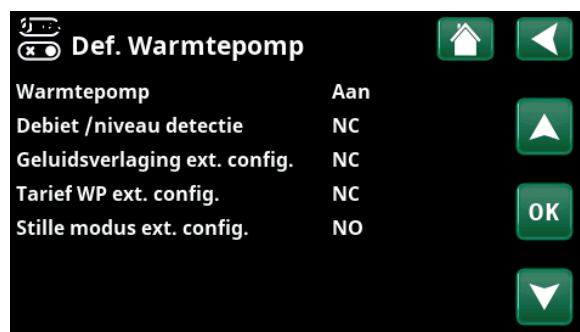 Def. Warmtepomp
Warmtepomp Aan
Debiet /niveau detectie NC
Geluidsverlaging ext. config. NC
Tarief WP ext. config. NC
Stille modus ext. config. NO
OK